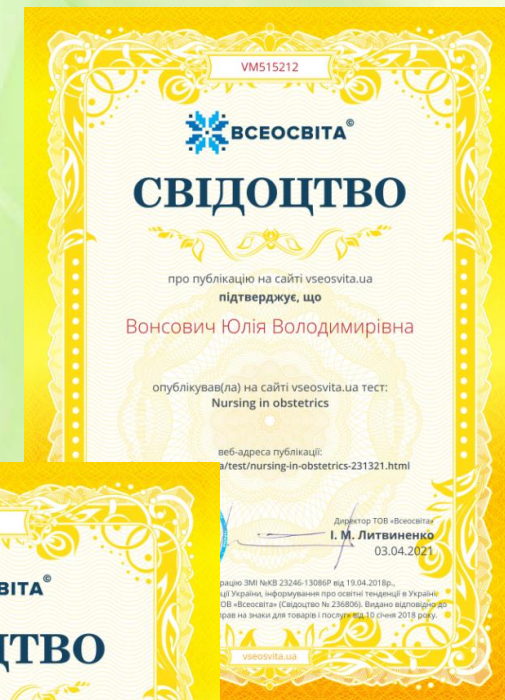 VM515212
ВСЕОСВІТА©
СВІДОЦТВО
про публікацію на сайті vseosvita.ua
підтверджує, що
Вонсович Юлія Володимирівна
опублікував(ла) на сайті vseosvita.ua тест:
Nursing in obstetrics
веб-адреса публікації:
a/test/nursing-in-obstetrics-231321.html
Директор ТОВ «Всеосвіта»
І. М. Литвиненко
03.04.2021
рацію ЗМІ №КВ 23246-13086Р від 19.04.2018р.,
ції України, інформування про освітні тенденції в Україні
ОВ «Всеосвіта» (Свідоцтво № 236806). Видано відповідно до
прав на знаки для товарів і послуг» від 10 січня 2018 року.
vseosvita.ua
ВІТА©
ЦТВО